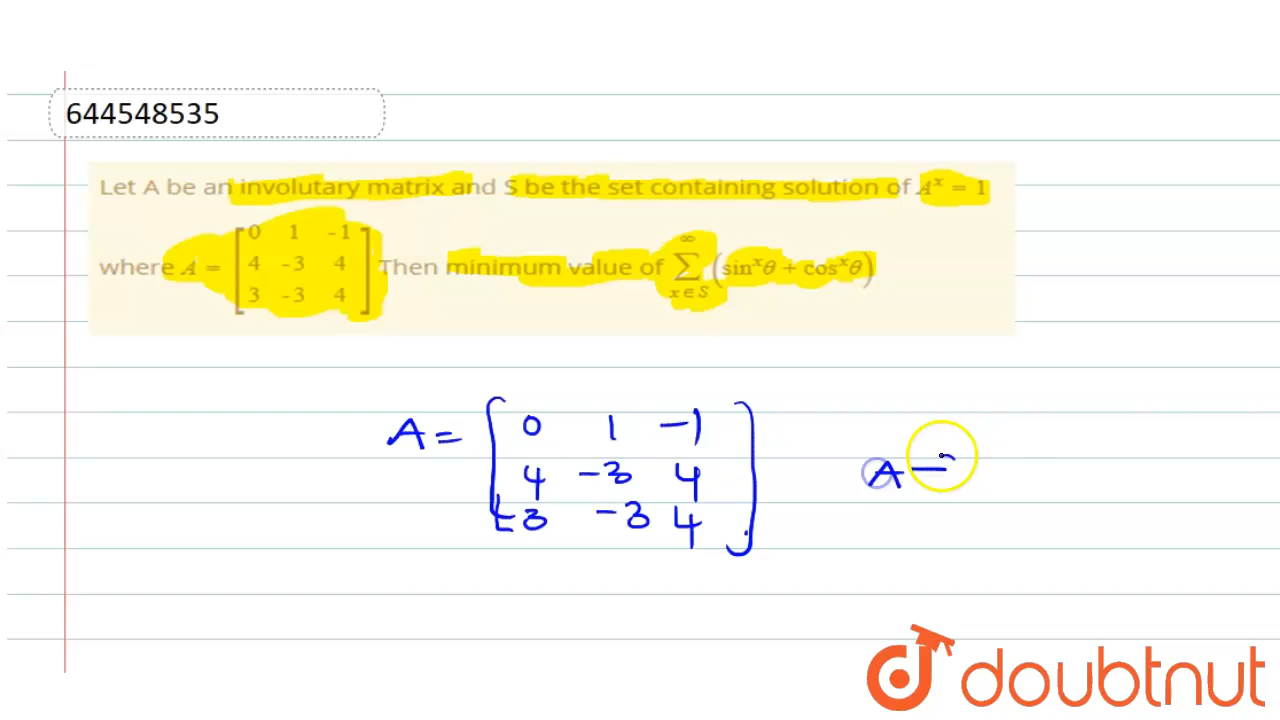 644548535
Let A be an involutary matrix and S be the set containing solution of A^x = 1
where A = [0 1 -1
4 -3 4
3 -3 4] Then minimum value of ∞∑x∈S (sin^xθ + cos^xθ)
A = [0 1 -1
4 -3 4
3 -3 4]
A =
doubtnut